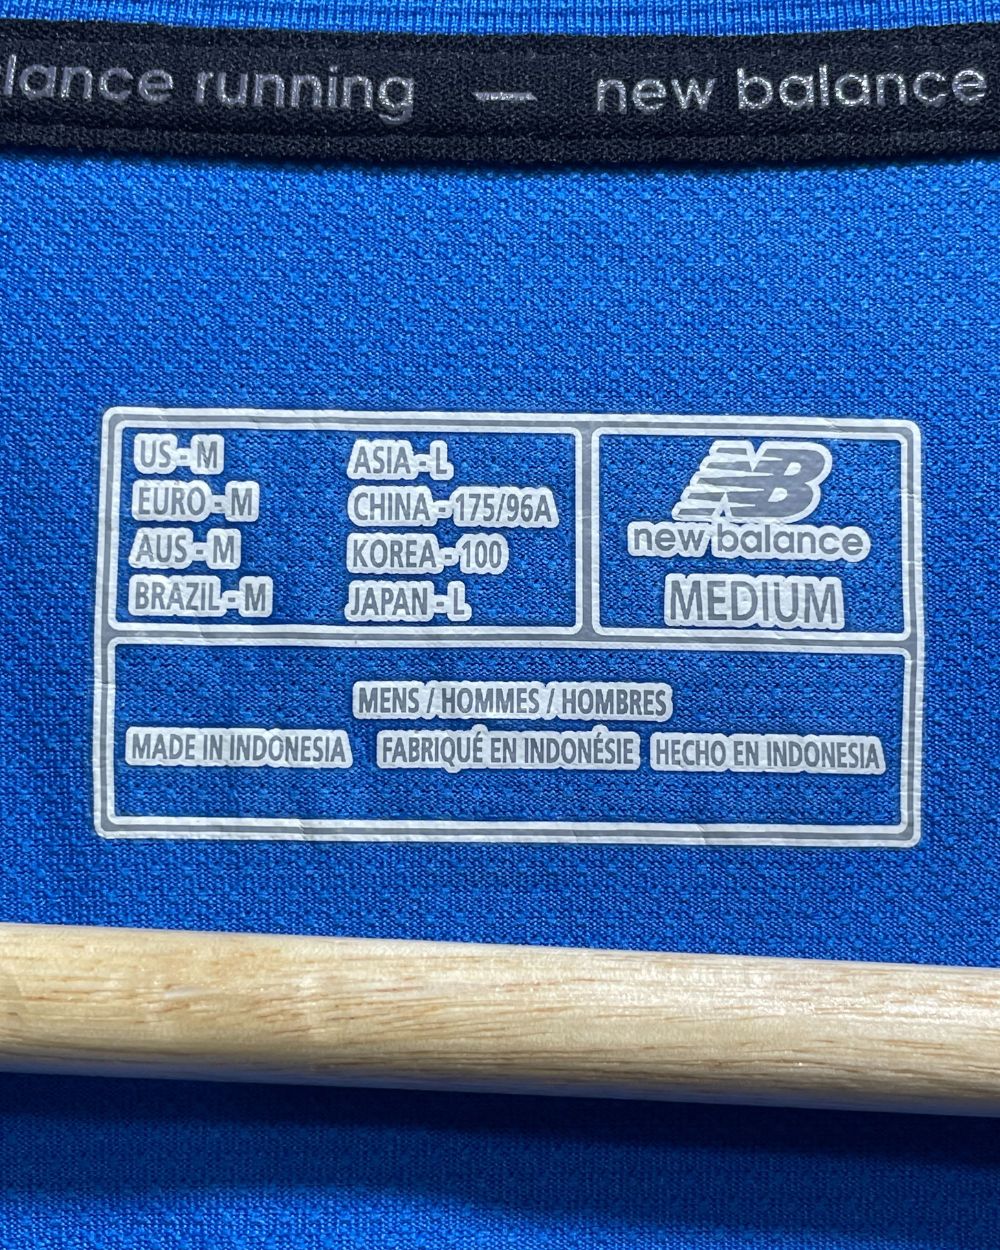 lance running — new balance
US - M
EURO - M
AUS - M
BRAZIL - M
ASIA - L
CHINA - 175/96A
KOREA - 100
JAPAN - L
NB
new balance
MEDIUM
MENS / HOMMES / HOMBRES
MADE IN INDONESIA FABRIQUÉ EN INDONÉSIE HECHO EN INDONESIA